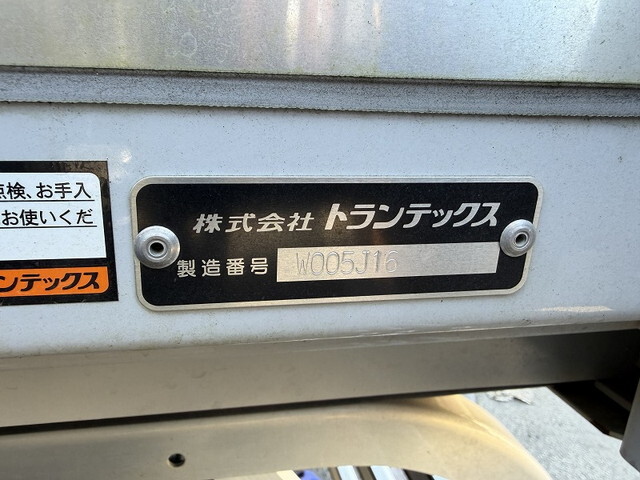 点検、お手入
お使いくだ
ンテックス
株式会社 トランテックス
製造番号 W005J16